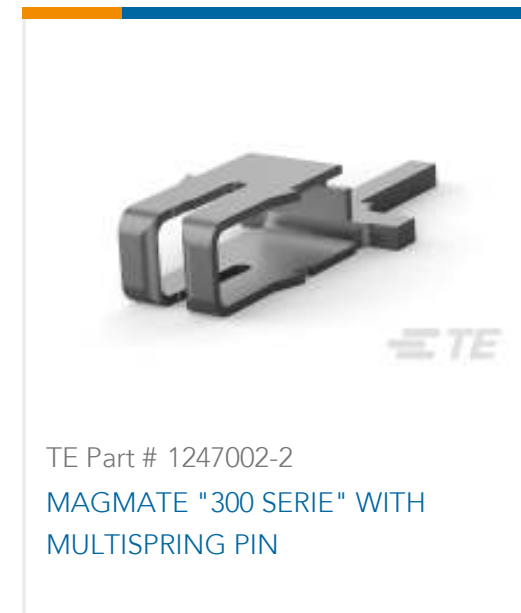 TE
TE Part # 1247002-2
MAGMATE "300 SERIE" WITH
MULTISPRING PIN